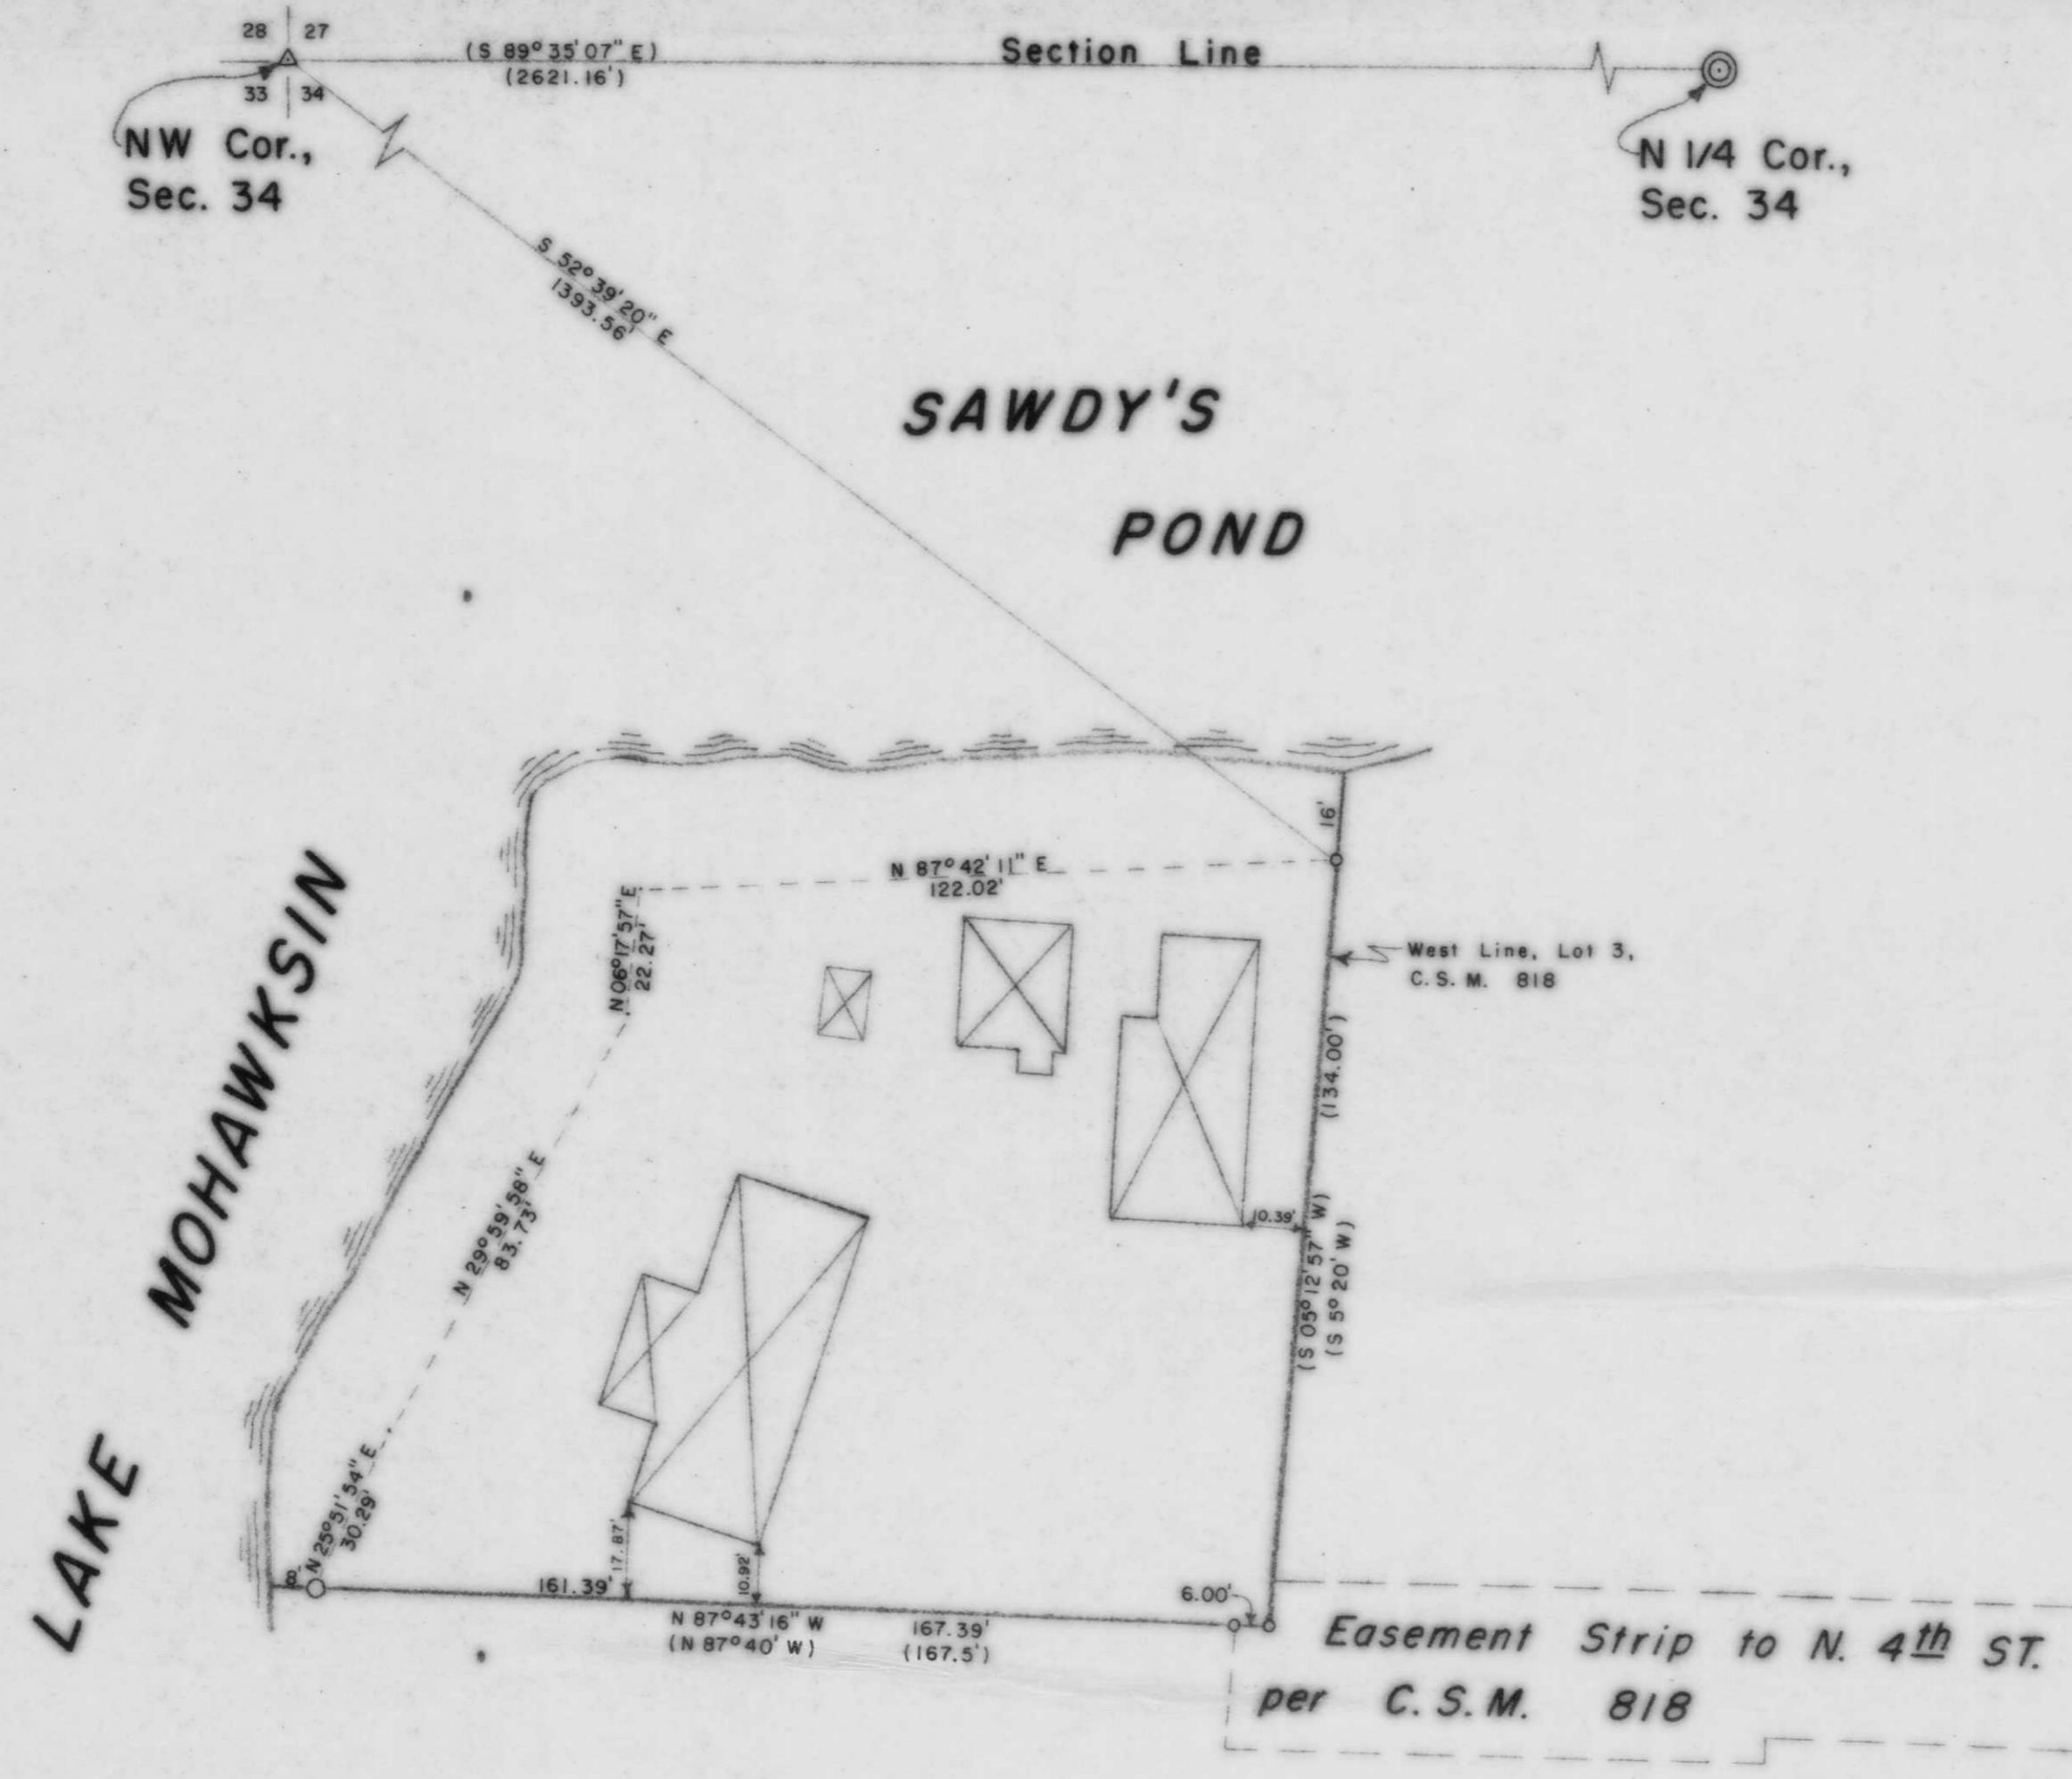 28 27
33 34
(S 89° 35' 07" E)
(2621.16')
Section Line
NW Cor.,
Sec. 34
N 1/4 Cor.,
Sec. 34
S 52° 39' 20" E
1393.56'
SAWDY'S
POND
16'
N 87° 42' 11" E
122.02'
N 06° 17' 57" E
22.27'
West Line, Lot 3,
C.S.M. 818
(134.00')
LAKE MOHAWKSIN
N 29° 59' 58" E
83.73'
10.39'
(S 05° 12' 57" W)
(S 5° 20' W)
N 25° 51' 54" E
30.29'
17.87'
10.92'
8'
161.39'
6.00'
N 87° 43' 16" W 167.39'
(N 87° 40' W) (167.5')
Easement Strip to N. 4th ST.
per C.S.M. 818